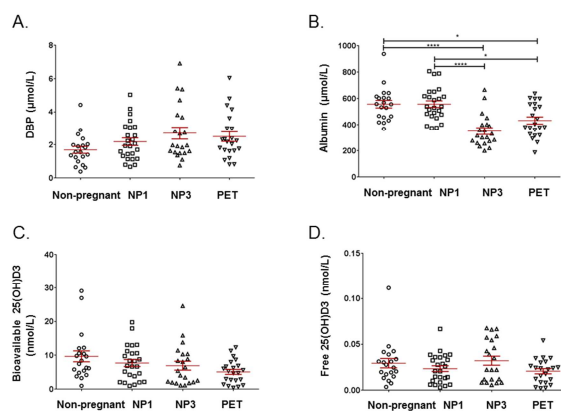 A.
DBP (μmol/L)
8
6
4
2
0
Non-pregnant NP1 NP3 PET
B.
Albumin (μmol/L)
1000
800
600
400
200
0
*
****
*
****
Non-pregnant NP1 NP3 PET
C.
Bioavailable 25(OH)D3
(nmol/L)
40
30
20
10
0
Non-pregnant NP1 NP3 PET
D.
Free 25(OH)D3
(nmol/L)
0.15
0.10
0.05
0.00
Non-pregnant NP1 NP3 PET